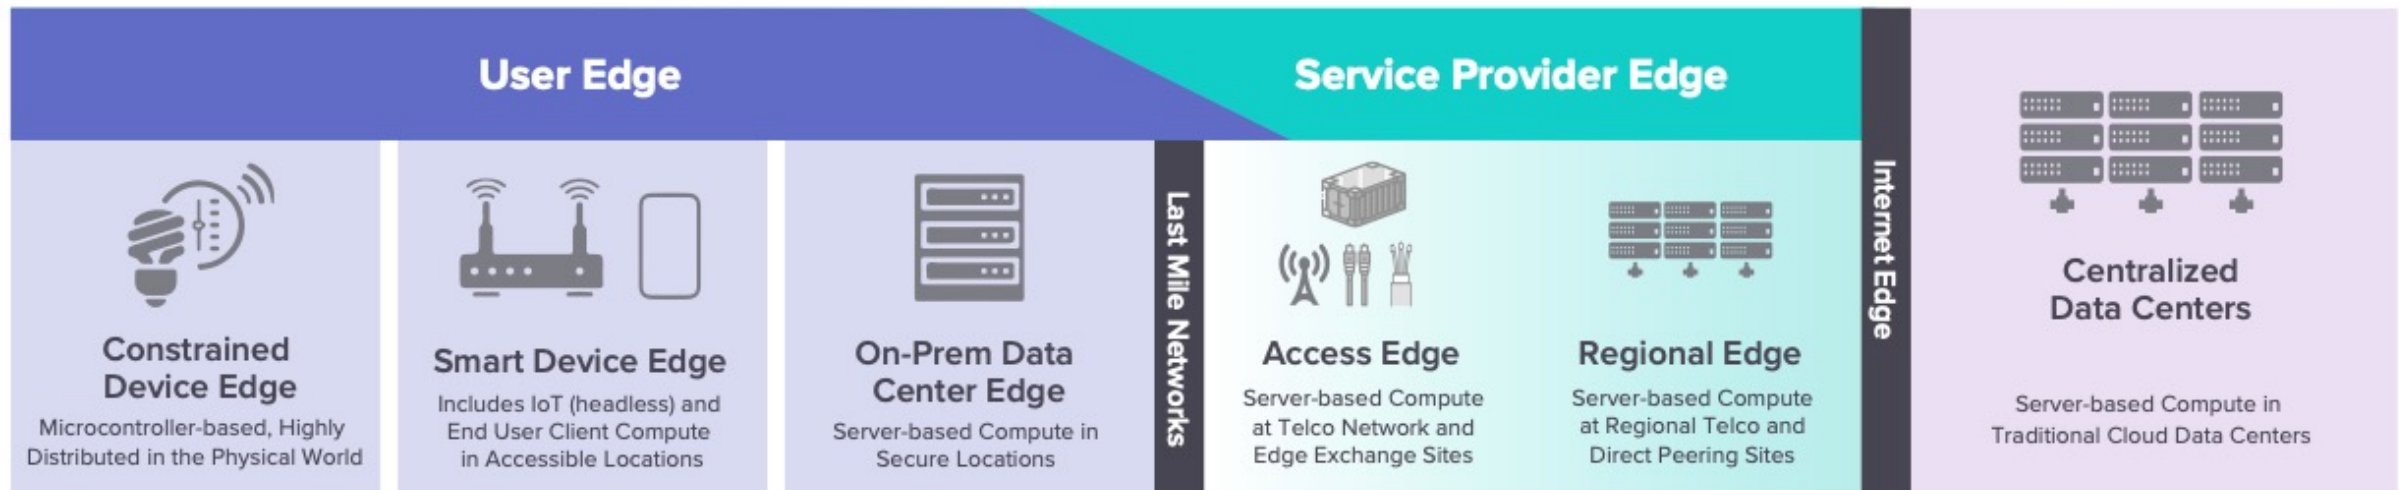 User Edge
Service Provider Edge
Constrained
Device Edge
Microcontroller-based, Highly
Distributed in the Physical World
Smart Device Edge
Includes IoT (headless) and
End User Client Compute
in Accessible Locations
On-Prem Data
Center Edge
Server-based Compute in
Secure Locations
Last Mile Networks
Access Edge
Server-based Compute
at Telco Network and
Edge Exchange Sites
Regional Edge
Server-based Compute
at Regional Telco and
Direct Peering Sites
Internet Edge
Centralized
Data Centers
Server-based Compute in
Traditional Cloud Data Centers